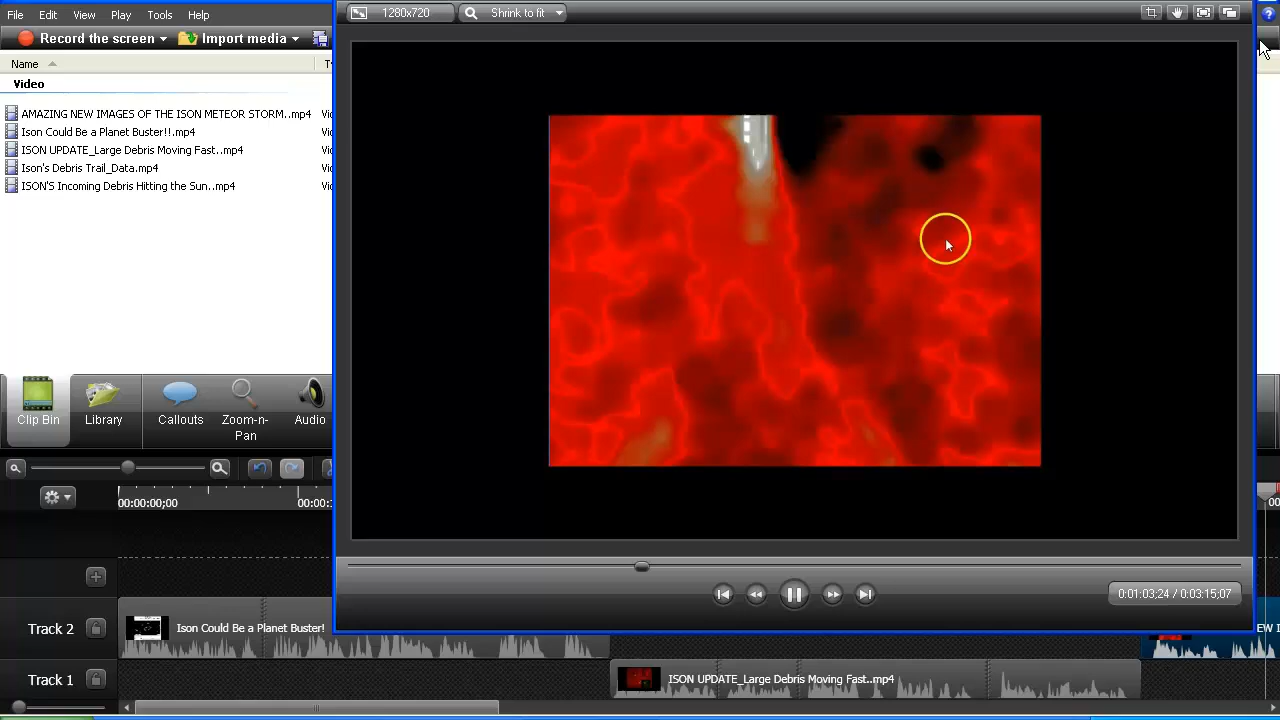 File Edit View Play Tools Help
1280x720 Shrink to fit
Record the screen Import media
Name
Video
AMAZING NEW IMAGES OF THE ISON METEOR STORM..mp4
Ison Could Be a Planet Buster!!.mp4
ISON UPDATE_Large Debris Moving Fast..mp4
Ison's Debris Trail_Data.mp4
ISON'S Incoming Debris Hitting the Sun..mp4
Clip Bin
Library
Callouts
Zoom-n-
Pan
Audio
00:00:00;00
0:01:03;24 / 0:03:15;07
Track 2
Ison Could Be a Planet Buster!
Track 1
ISON UPDATE_Large Debris Moving Fast..mp4